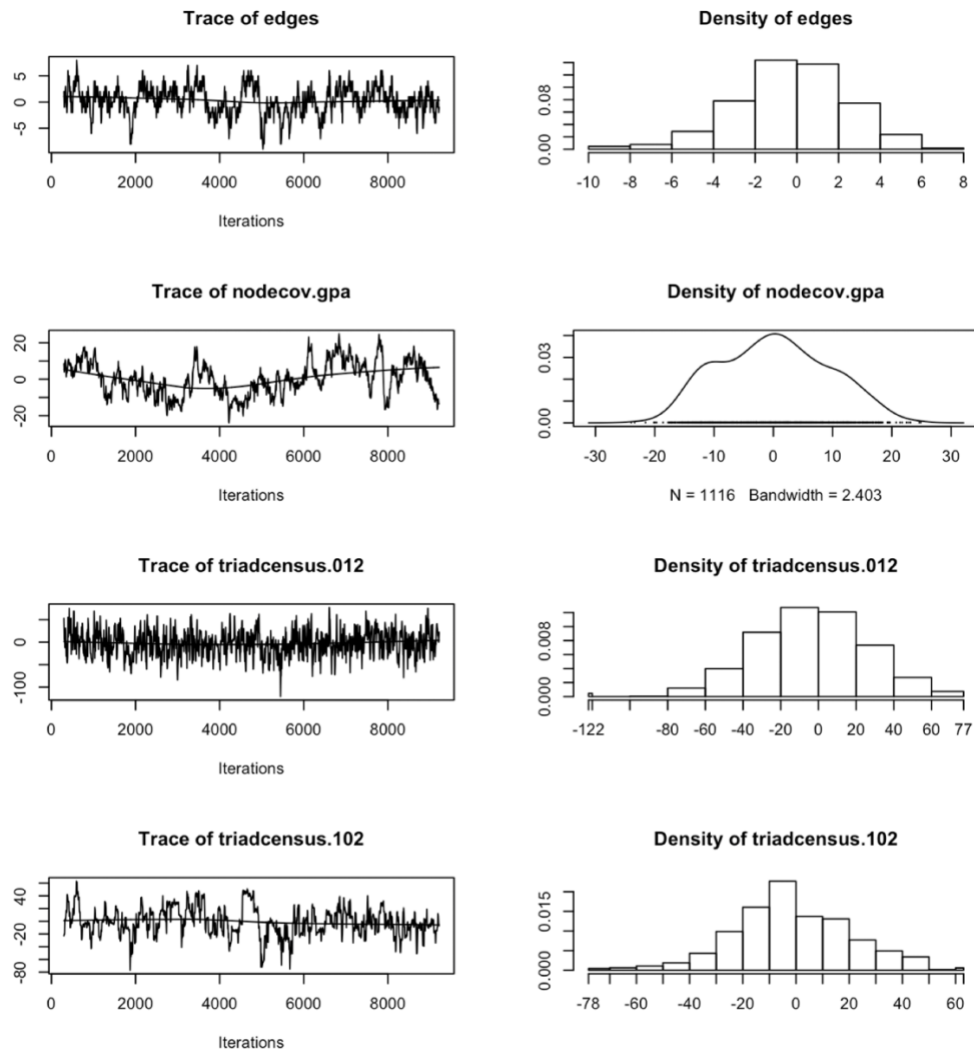 Trace of edges
5
0
-5
0 2000 4000 6000 8000
Iterations
Density of edges
0.08
0.00
-10 -8 -6 -4 -2 0 2 4 6 8
Trace of nodecov.gpa
20
0
-20
0 2000 4000 6000 8000
Iterations
Density of nodecov.gpa
0.03
0.00
-30 -20 -10 0 10 20 30
N = 1116 Bandwidth = 2.403
Trace of triadcensus.012
0
-100
0 2000 4000 6000 8000
Iterations
Density of triadcensus.012
0.008
0.000
-122 -80 -60 -40 -20 0 20 40 60 77
Trace of triadcensus.102
40
-20
-80
0 2000 4000 6000 8000
Iterations
Density of triadcensus.102
0.015
0.000
-78 -40 -20 0 20 40 60